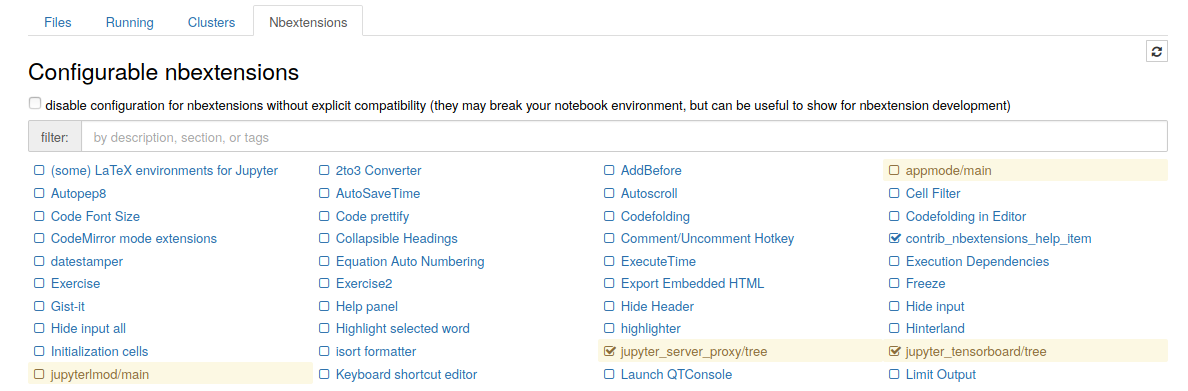 Files Running Clusters Nbextensions
Configurable nbextensions
disable configuration for nbextensions without explicit compatibility (they may break your notebook environment, but can be useful to show for nbextension development)
filter: by description, section, or tags
(some) LaTeX environments for Jupyter 2to3 Converter AddBefore appmode/main
Autopep8 AutoSaveTime Autoscroll Cell Filter
Code Font Size Code prettify Codefolding Codefolding in Editor
CodeMirror mode extensions Collapsible Headings Comment/Uncomment Hotkey contrib_nbextensions_help_item
datestamper Equation Auto Numbering ExecuteTime Execution Dependencies
Exercise Exercise2 Export Embedded HTML Freeze
Gist-it Help panel Hide Header Hide input
Hide input all Highlight selected word highlighter Hinterland
Initialization cells isort formatter jupyter_server_proxy/tree jupyter_tensorboard/tree
jupyterlmod/main Keyboard shortcut editor Launch QTConsole Limit Output